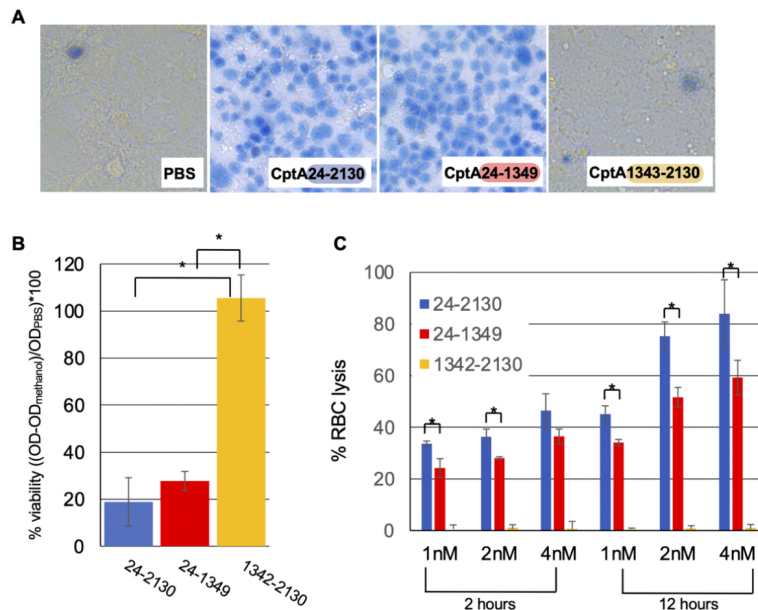 A
PBS
CptA24-2130
CptA24-1349
CptA1343-2130
B
% viability ((OD-ODmethanol)/ODPBS)*100
120
100
80
60
40
20
0
*
*
24-2130
24-1349
1342-2130
C
% RBC lysis
100
80
60
40
20
0
24-2130
24-1349
1342-2130
* * * * *
1nM 2nM 4nM 1nM 2nM 4nM
2 hours 12 hours